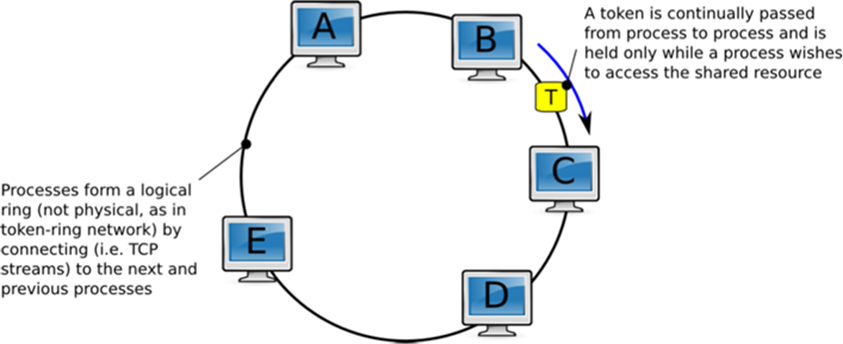 A token is continually passed
from process to process and is
held only while a process wishes
to access the shared resource
A
B
T
C
Processes form a logical
ring (not physical, as in
token-ring network) by
connecting (i.e. TCP
streams) to the next and
previous processes
E
D